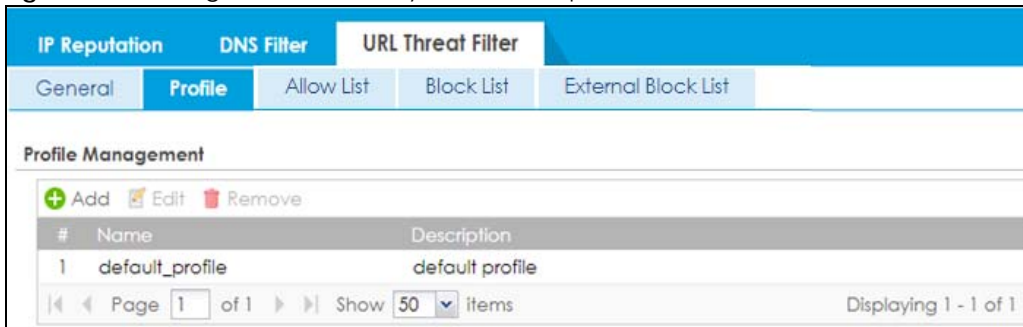 IP Reputation DNS Filter URL Threat Filter
General Profile Allow List Block List External Block List
Profile Management
Add Edit Remove
# Name Description
1 default_profile default profile
Page 1 of 1 Show 50 items Displaying 1 - 1 of 1